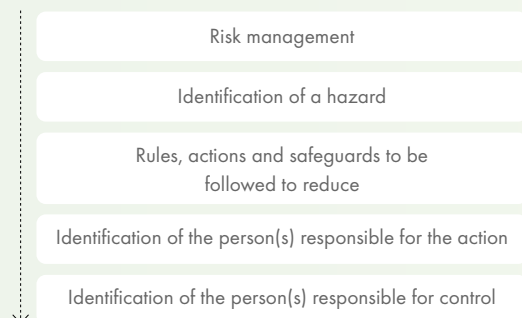 Risk management
Identification of a hazard
Rules, actions and safeguards to be
followed to reduce
Identification of the person(s) responsible for the action
Identification of the person(s) responsible for control